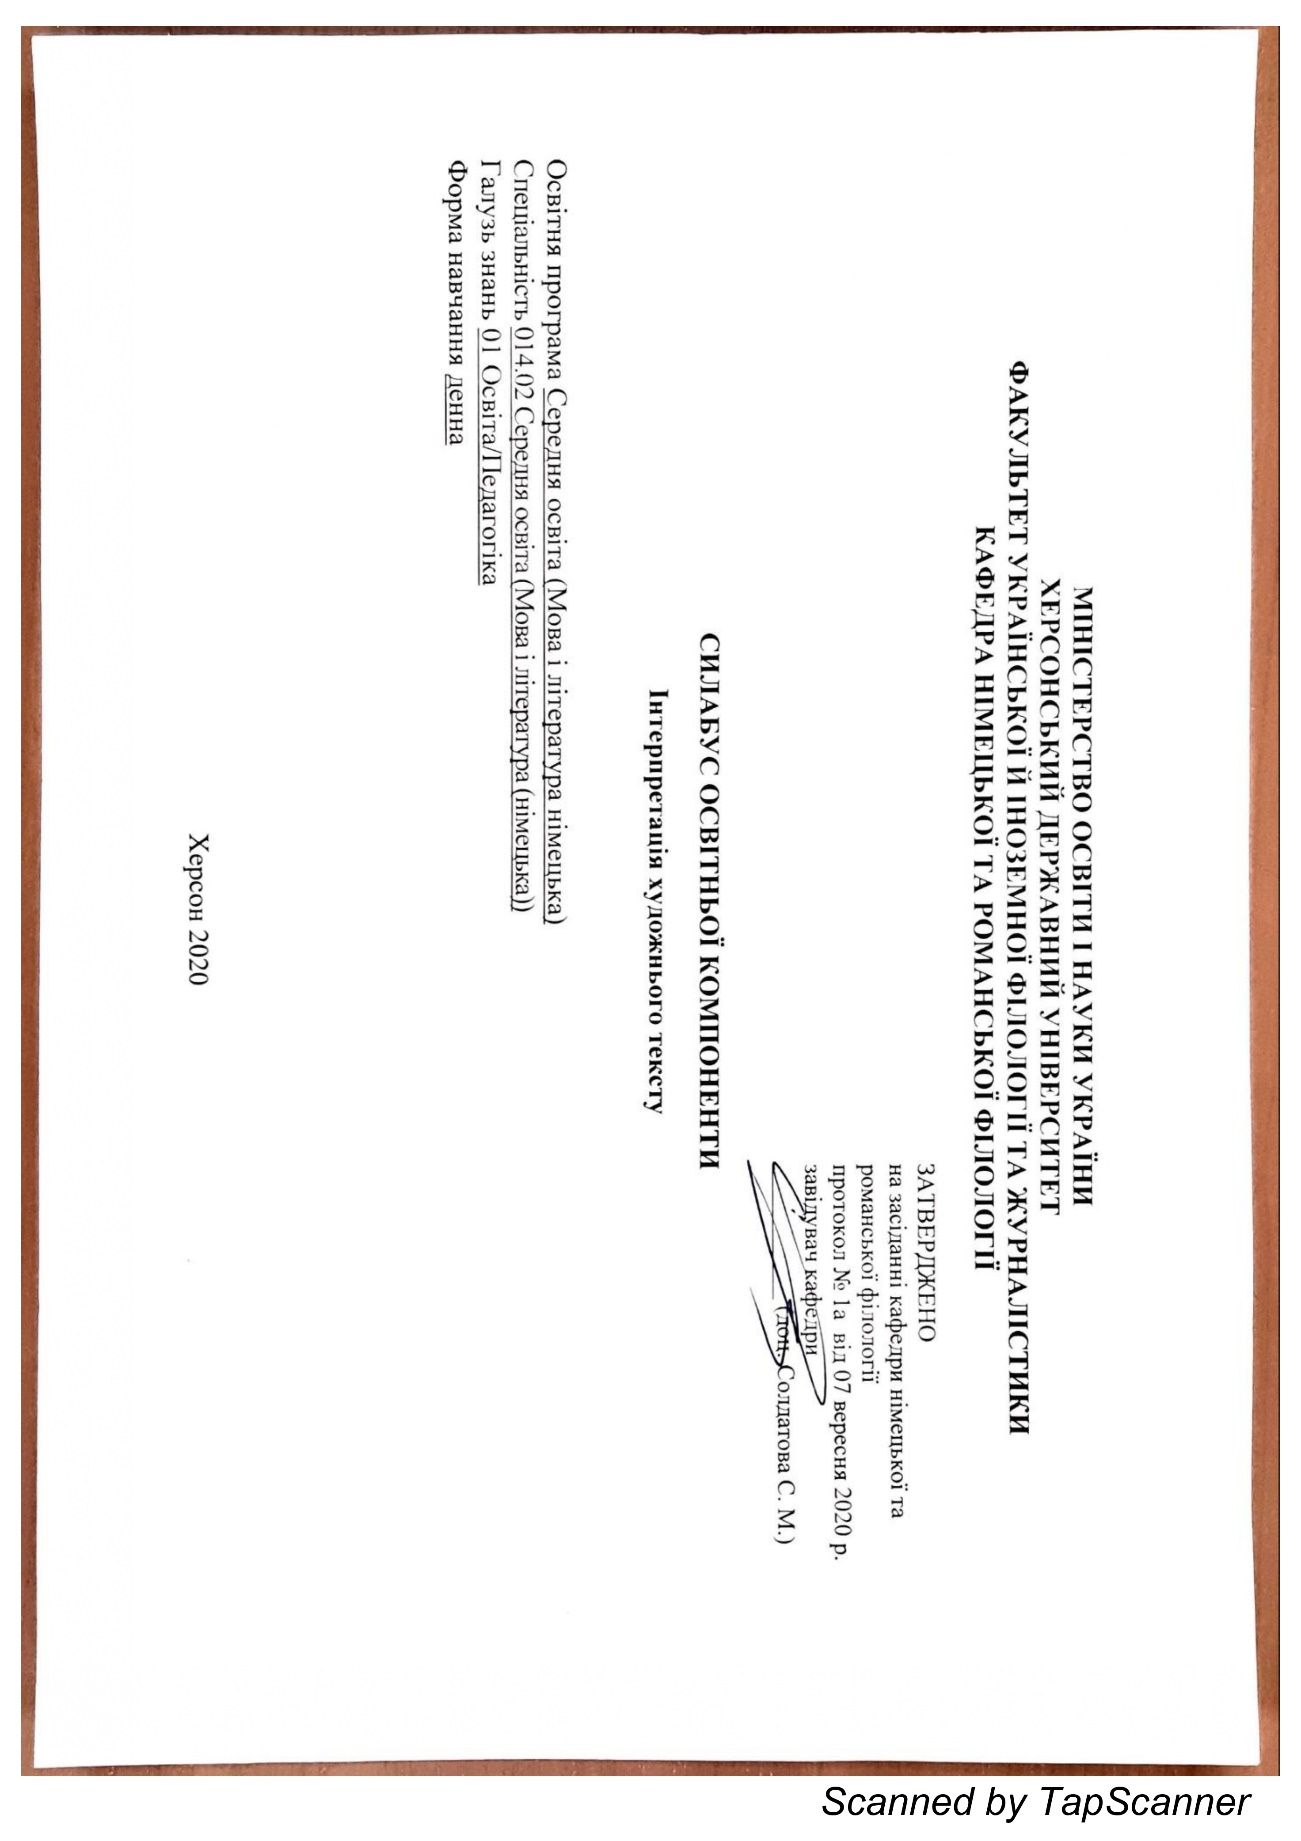 МІНІСТЕРСТВО ОСВІТИ І НАУКИ УКРАЇНИ
ХЕРСОНСЬКИЙ ДЕРЖАВНИЙ УНІВЕРСИТЕТ
ФАКУЛЬТЕТ УКРАЇНСЬКОЇ Й ІНОЗЕМНОЇ ФІЛОЛОГІЇ ТА ЖУРНАЛІСТИКИ
КАФЕДРА НІМЕЦЬКОЇ ТА РОМАНСЬКОЇ ФІЛОЛОГІЇ
ЗАТВЕРДЖЕНО
на засіданні кафедри німецької та
романської філології
протокол № 1а від 07 вересня 2020 р.
завідувач кафедри
(доц. Солдатова С. М.)
СИЛАБУС ОСВІТНЬОЇ КОМПОНЕНТИ
Інтерпретація художнього тексту
Освітня програма Середня освіта (Мова і література німецька)
Спеціальність 014.02 Середня освіта (Мова і література (німецька))
Галузь знань 01 Освіта/Педагогіка
Форма навчання денна
Херсон 2020
Scanned by TapScanner